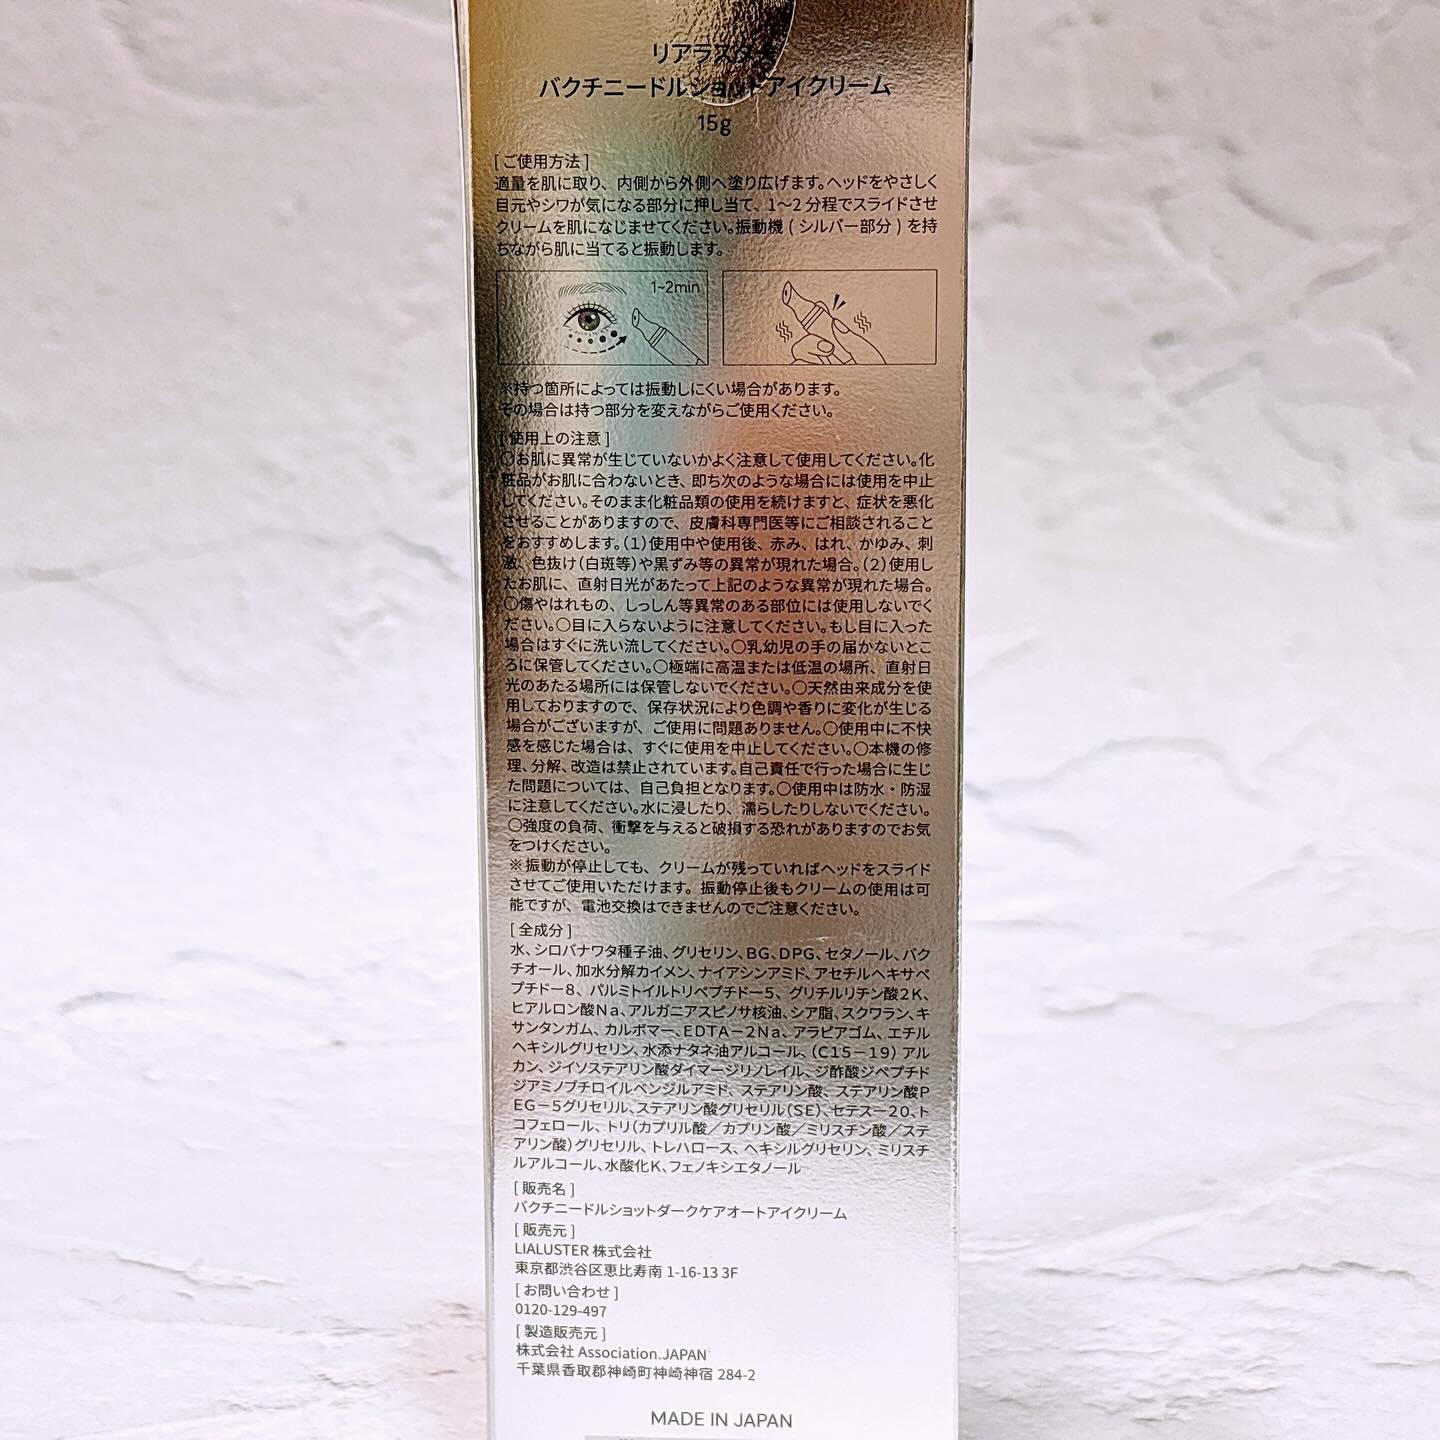 リアラスター
バクチニードルショットアイクリーム
15g
[ご使用方法]
適量を肌に取り、内側から外側へ塗り広げます。ヘッドをやさしく
目元やシワが気になる部分に押し当て、1〜2 分程でスライドさせ
クリームを肌になじませてください。振動機 ( シルバー部分 ) を持
ちながら肌に当てると振動します。
1~2min
※持つ箇所によっては振動しにくい場合があります。
その場合は持つ部分を変えながらご使用ください。
[使用上の注意]
○お肌に異常が生じていないかよく注意して使用してください。化
粧品がお肌に合わないとき、即ち次のような場合には使用を中止
してください。そのまま化粧品類の使用を続けますと、症状を悪化
させることがありますので、皮膚科専門医等にご相談されること
をおすすめします。(1)使用中や使用後、赤み、はれ、かゆみ、刺
激、色抜け(白斑等)や黒ずみ等の異常が現れた場合。(2)使用し
たお肌に、直射日光があたって上記のような異常が現れた場合。
○傷やはれもの、しっしん等異常のある部位には使用しないでく
ださい。○目に入らないように注意してください。もし目に入った
場合はすぐに洗い流してください。○乳幼児の手の届かないとこ
ろに保管してください。○極端に高温または低温の場所、直射日
光のあたる場所には保管しないでください。○天然由来成分を使
用しておりますので、保存状況により色調や香りに変化が生じる
場合がございますが、ご使用に問題ありません。○使用中に不快
感を感じた場合は、すぐに使用を中止してください。○本機の修
理、分解、改造は禁止されています。自己責任で行った場合に生じ
た問題については、自己負担となります。○使用中は防水・防湿
に注意してください。水に浸したり、濡らしたりしないでください。
○強度の負荷、衝撃を与えると破損する恐れがありますのでお気
をつけください。
※振動が停止しても、クリームが残っていればヘッドをスライド
させてご使用いただけます。振動停止後もクリームの使用は可
能ですが、電池交換はできませんのでご注意ください。
[全成分]
水、シロバナワタ種子油、グリセリン、BG、DPG、セタノール、バク
チオール、加水分解カイメン、ナイアシンアミド、アセチルヘキサペ
プチド－8、パルミトイルトリペプチド－5、グリチルリチン酸2K、
ヒアルロン酸Na、アルガニアスピノサ核油、シア脂、スクワラン、キ
サンタンガム、カルボマー、EDTA－2Na、アラビアゴム、エチル
ヘキシルグリセリン、水添ナタネ油アルコール、(C15－19)アル
カン、ジイソステアリン酸ダイマージリノレイル、ジ酢酸ジペプチド
ジアミノブチロイルベンジルアミド、ステアリン酸、ステアリン酸P
EG－5グリセリル、ステアリン酸グリセリル(SE)、セテス－20、ト
コフェロール、トリ(カプリル酸／カプリン酸／ミリスチン酸／ステ
アリン酸)グリセリル、トレハロース、ヘキシルグリセリン、ミリスチ
ルアルコール、水酸化K、フェノキシエタノール
[販売名]
バクチニードルショットダークケアオートアイクリーム
[販売元]
LIALUSTER 株式会社
東京都渋谷区恵比寿南 1-16-13 3F
[お問い合わせ]
0120-129-497
[製造販売元]
株式会社 Association.JAPAN
千葉県香取郡神崎町神崎神宿 284-2
MADE IN JAPAN